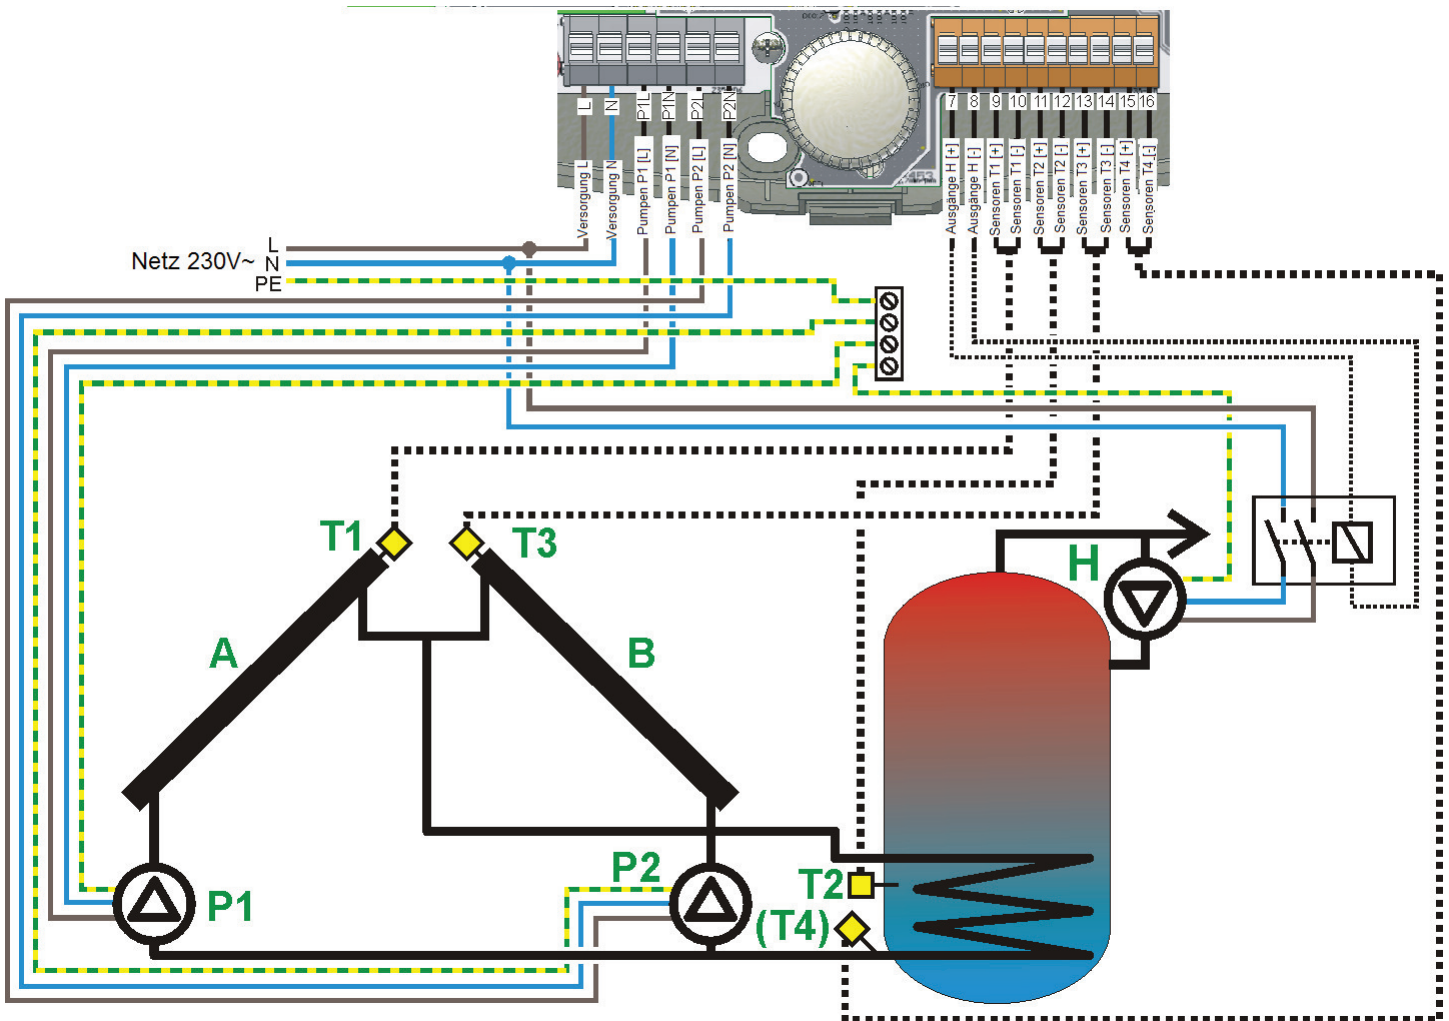 L
N
P1L
P1N
P2L
P2N
7
8
9
10
11
12
13
14
15
16
Versorgung L
Versorgung N
Pumpen P1 [L]
Pumpen P1 [N]
Pumpen P2 [L]
Pumpen P2 [N]
Ausgänge H [+]
Ausgänge H [-]
Sensoren T1 [+]
Sensoren T1 [-]
Sensoren T2 [+]
Sensoren T2 [-]
Sensoren T3 [+]
Sensoren T3 [-]
Sensoren T4 [+]
Sensoren T4 [-]
L
Netz 230V~ N
PE
T1
T3
H
A
B
P2
T2
P1
(T4)